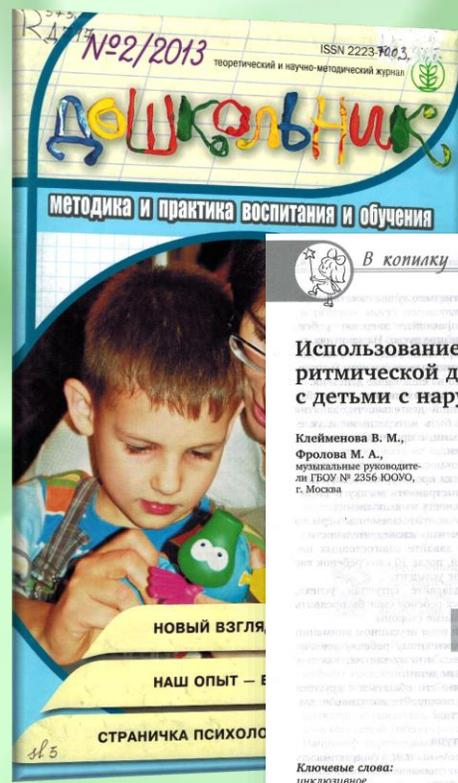 №2/2013
ISSN 2223-7003
теоретический и научно-методический журнал
дошкольник
методика и практика воспитания и обучения
НОВЫЙ ВЗГЛЯ
НАШ ОПЫТ —
СТРАНИЧКА ПСИХОЛО
В копилку
Использование
ритмической д
с детьми с нару
Клейменова В. М.,
Фролова М. А.,
музыкальные руководите-
ли ГБОУ № 2356 ЮОУО,
г. Москва
Ключевые слова:
инклюзивное